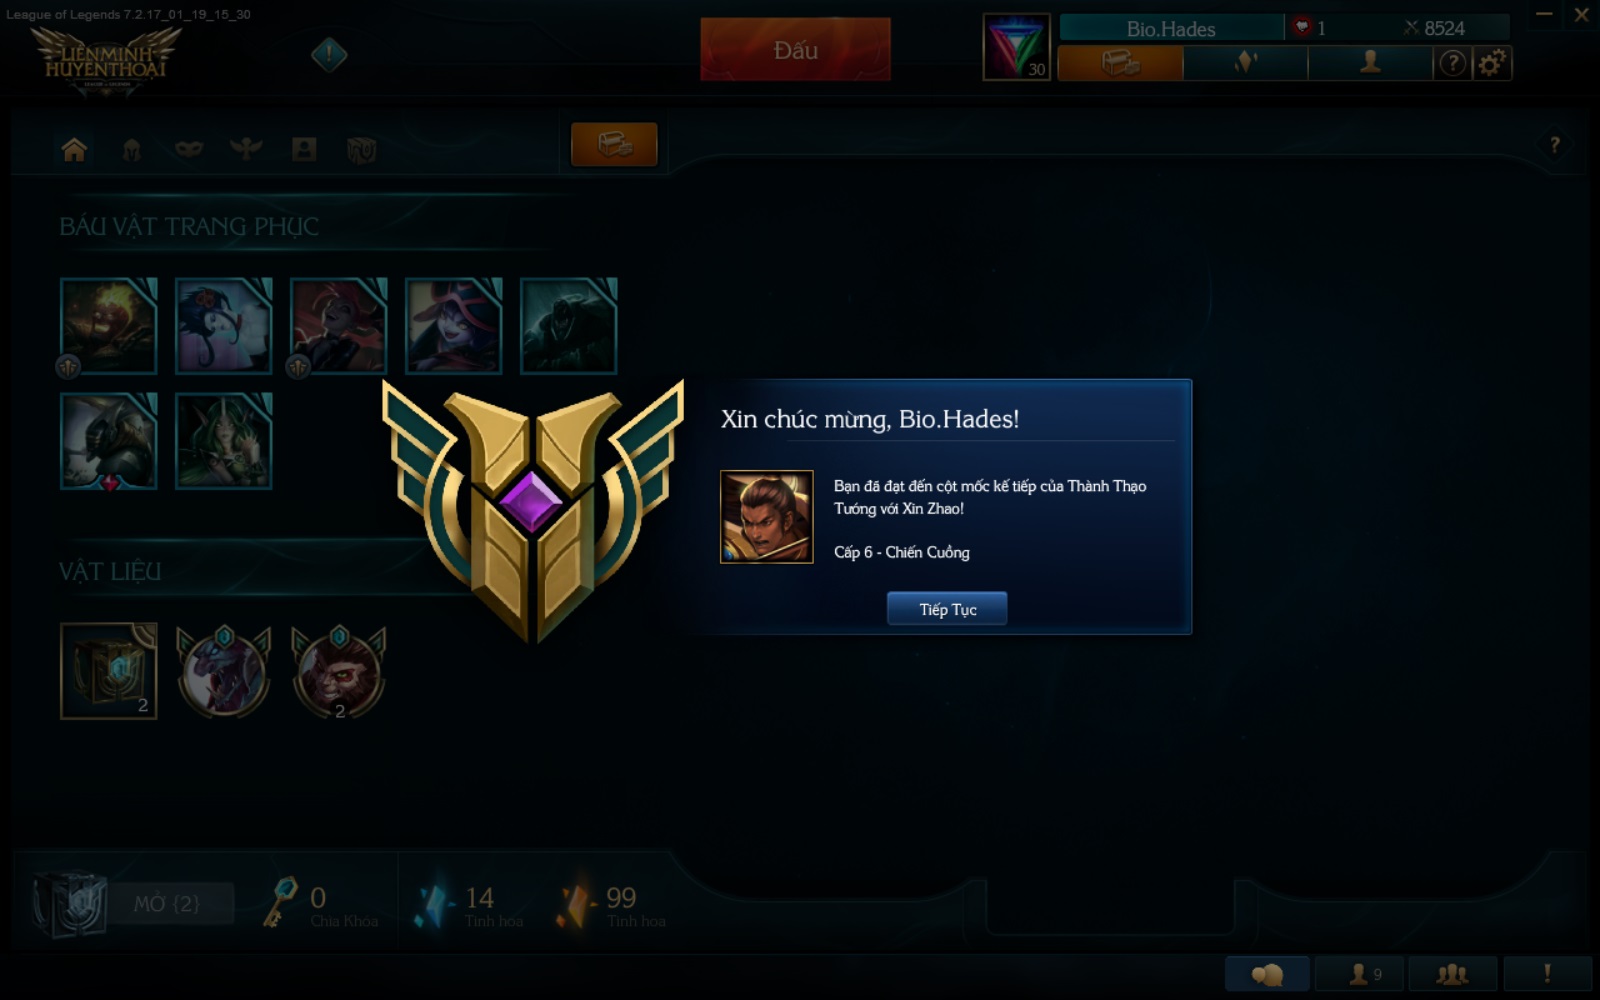 League of Legends 7.2.17_01_19_15_30
LIÊN MINH
HUYỀN THOẠI
LEAGUE of LEGENDS
Đấu
30
Bio.Hades
1
8524
BÁU VẬT TRANG PHỤC
Xin chúc mừng, Bio.Hades!
Bạn đã đạt đến cột mốc kế tiếp của Thành Thạo
Tướng với Xin Zhao!
Cấp 6 - Chiến Cuồng
Tiếp Tục
VẬT LIỆU
2
2
MỞ {2}
0
Chìa Khóa
14
Tinh hoa
99
Tinh hoa
9